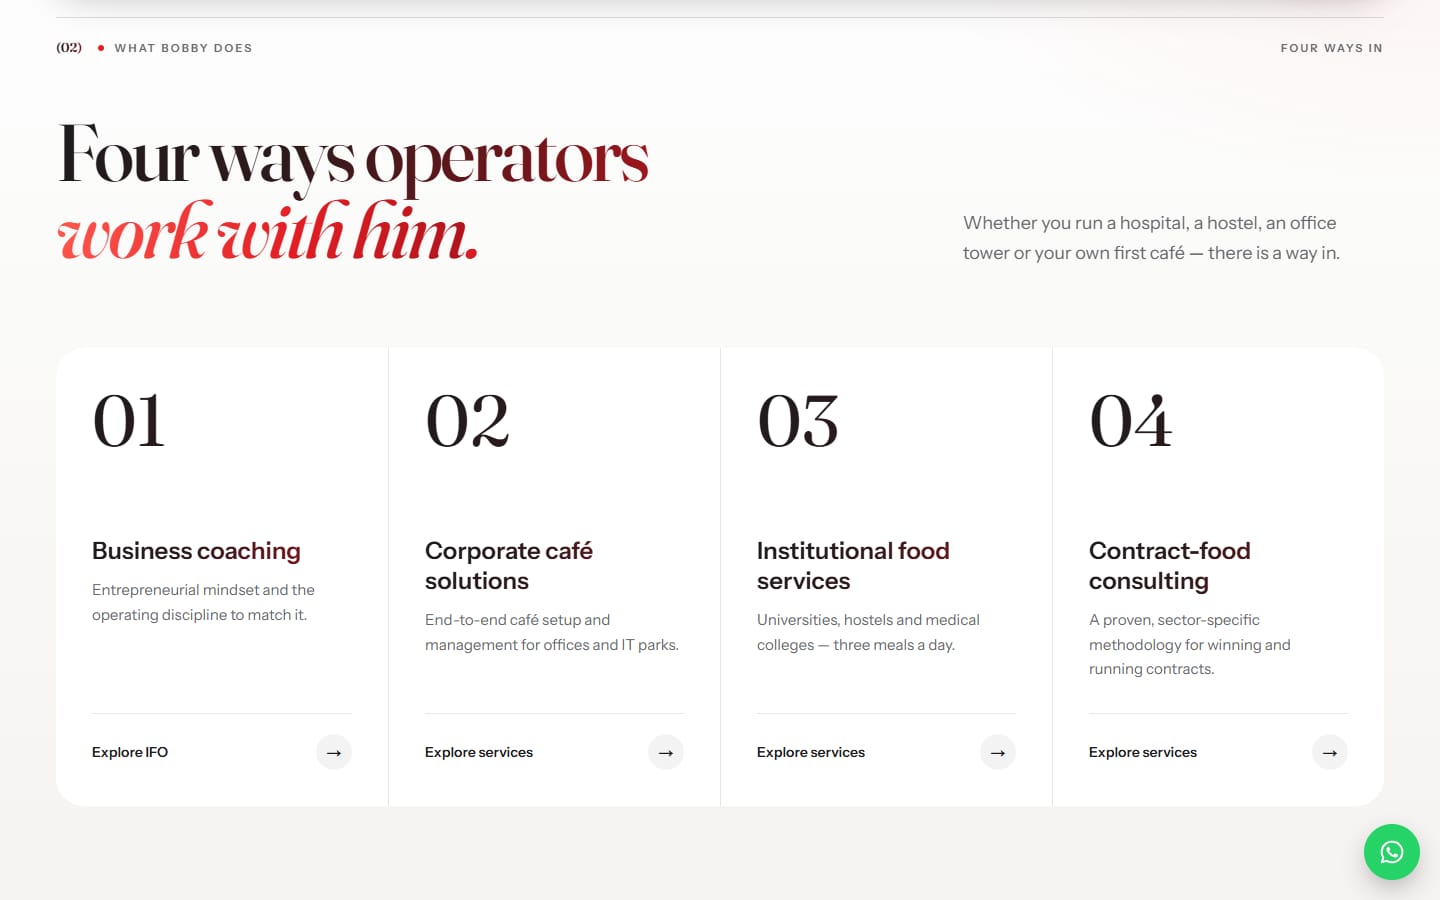 (02) • WHAT BOBBY DOES
FOUR WAYS IN
Four ways operators
work with him.
Whether you run a hospital, a hostel, an office
tower or your own first café — there is a way in.
01
Business coaching
Entrepreneurial mindset and the
operating discipline to match it.
Explore IFO →
02
Corporate café
solutions
End-to-end café setup and
management for offices and IT parks.
Explore services →
03
Institutional food
services
Universities, hostels and medical
colleges — three meals a day.
Explore services →
04
Contract-food
consulting
A proven, sector-specific
methodology for winning and
running contracts.
Explore services →